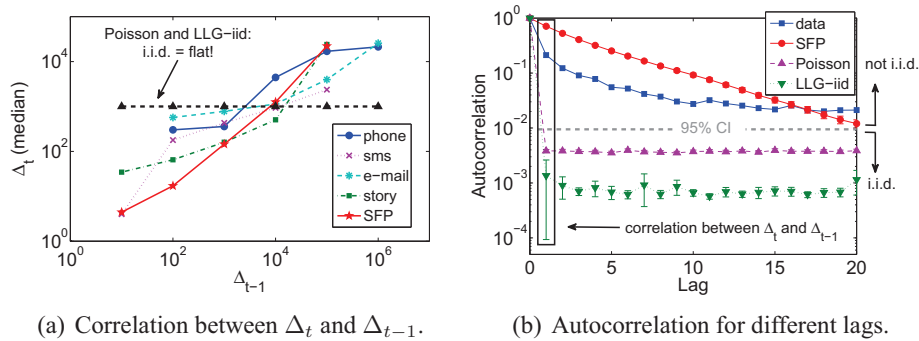 Poisson and LLG−iid:
i.i.d. = flat!
10^4
10^2
10^0
Δ_t (median)
phone
sms
e−mail
story
SFP
10^0
10^2
10^4
10^6
Δ_{t−1}
(a) Correlation between Δ_t and Δ_{t−1}.
10^0
10^{−1}
10^{−2}
10^{−3}
10^{−4}
Autocorrelation
data
SFP
Poisson
LLG−iid
not i.i.d.
95% CI
i.i.d.
correlation between Δ_t and Δ_{t−1}
0
5
10
15
20
Lag
(b) Autocorrelation for different lags.